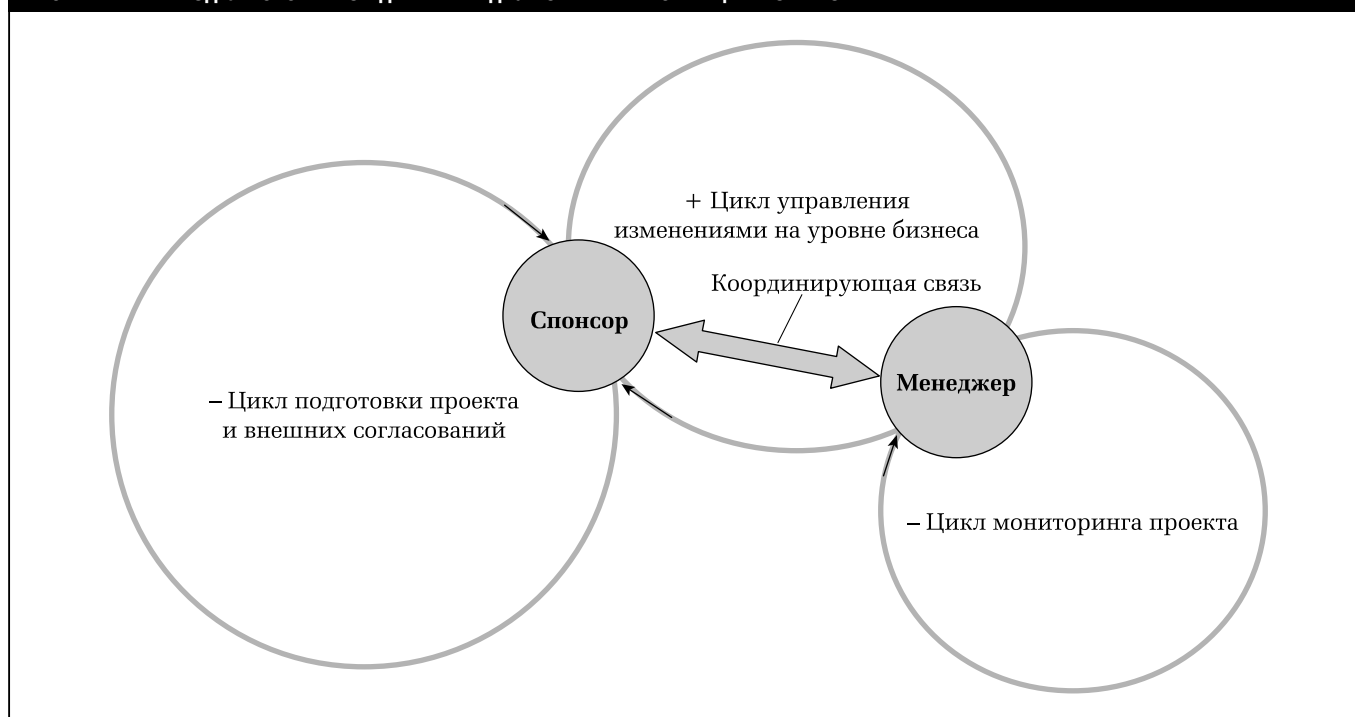 + Цикл управления
изменениями на уровне бизнеса
Координирующая связь
Спонсор
Менеджер
– Цикл подготовки проекта
и внешних согласований
– Цикл мониторинга проекта